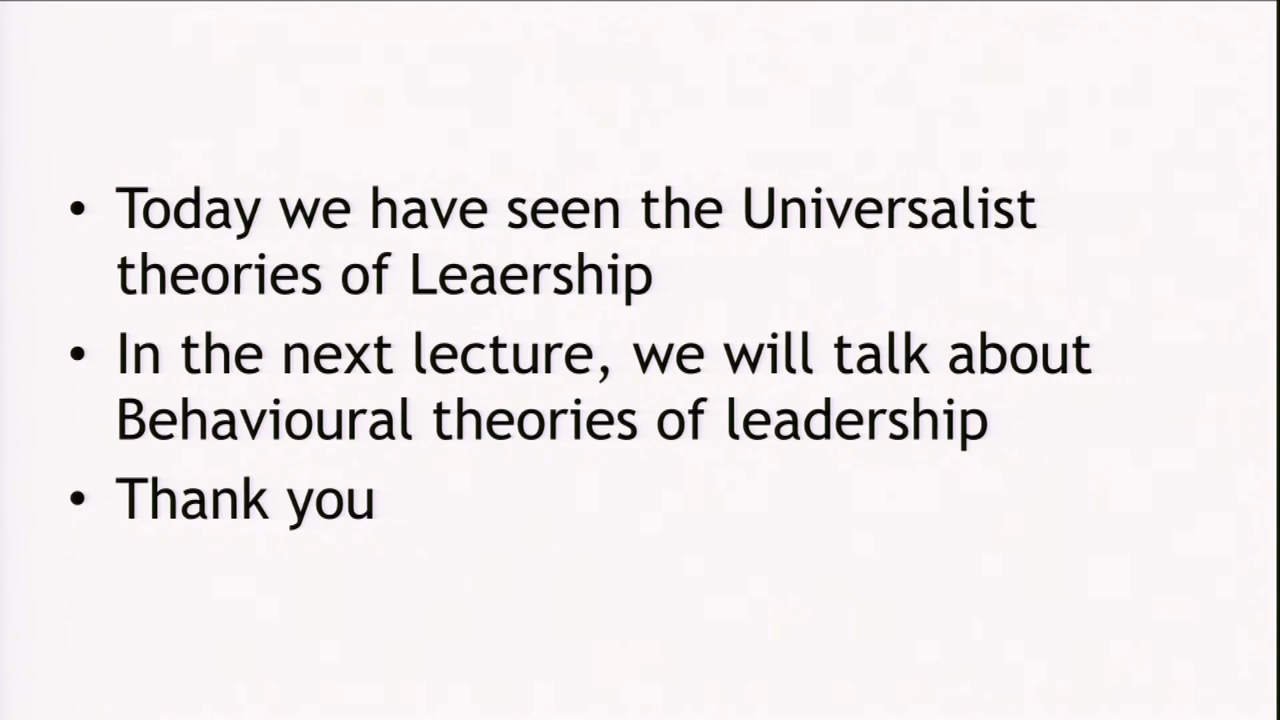 • Today we have seen the Universalist
theories of Leaership
• In the next lecture, we will talk about
Behavioural theories of leadership
• Thank you